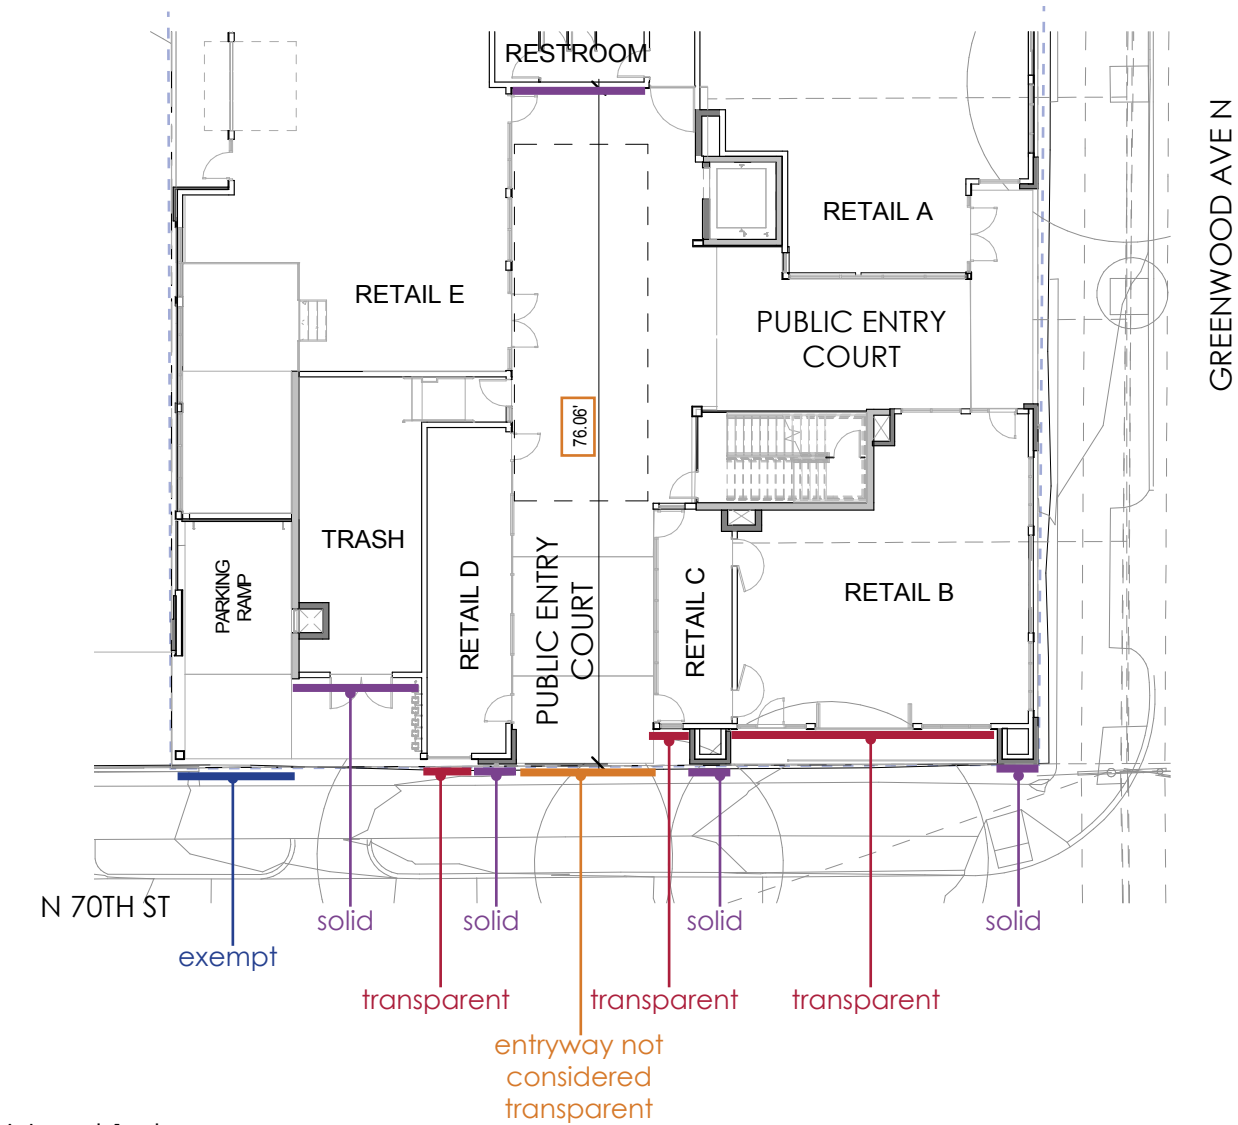 RESTROOM
GREENWOOD AVE N
RETAIL A
RETAIL E
PUBLIC ENTRY
COURT
76.06'
TRASH
PARKING
RAMP
RETAIL D
PUBLIC ENTRY
COURT
RETAIL C
RETAIL B
N 70TH ST
solid
solid
solid
solid
exempt
transparent
transparent
transparent
entryway not
considered
transparent